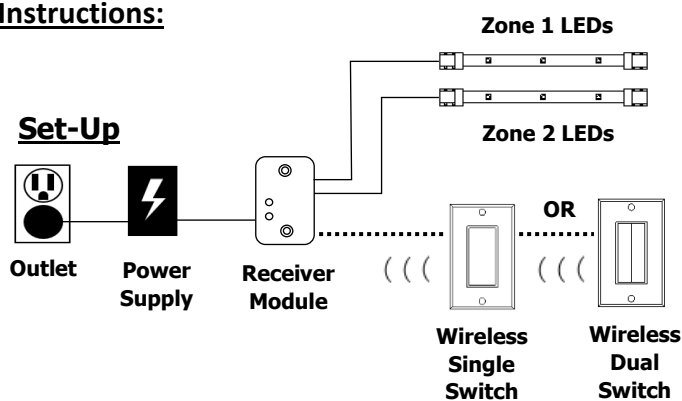 Instructions:
Zone 1 LEDs
Zone 2 LEDs
Set-Up
OR
Outlet
Power
Supply
Receiver
Module
Wireless
Single
Switch
Wireless
Dual
Switch